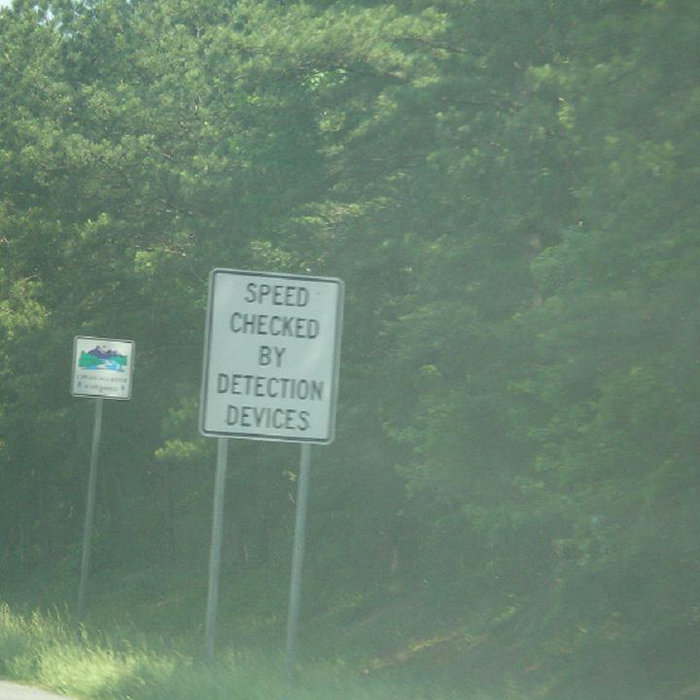 SPEED
CHECKED
BY
DETECTION
DEVICES